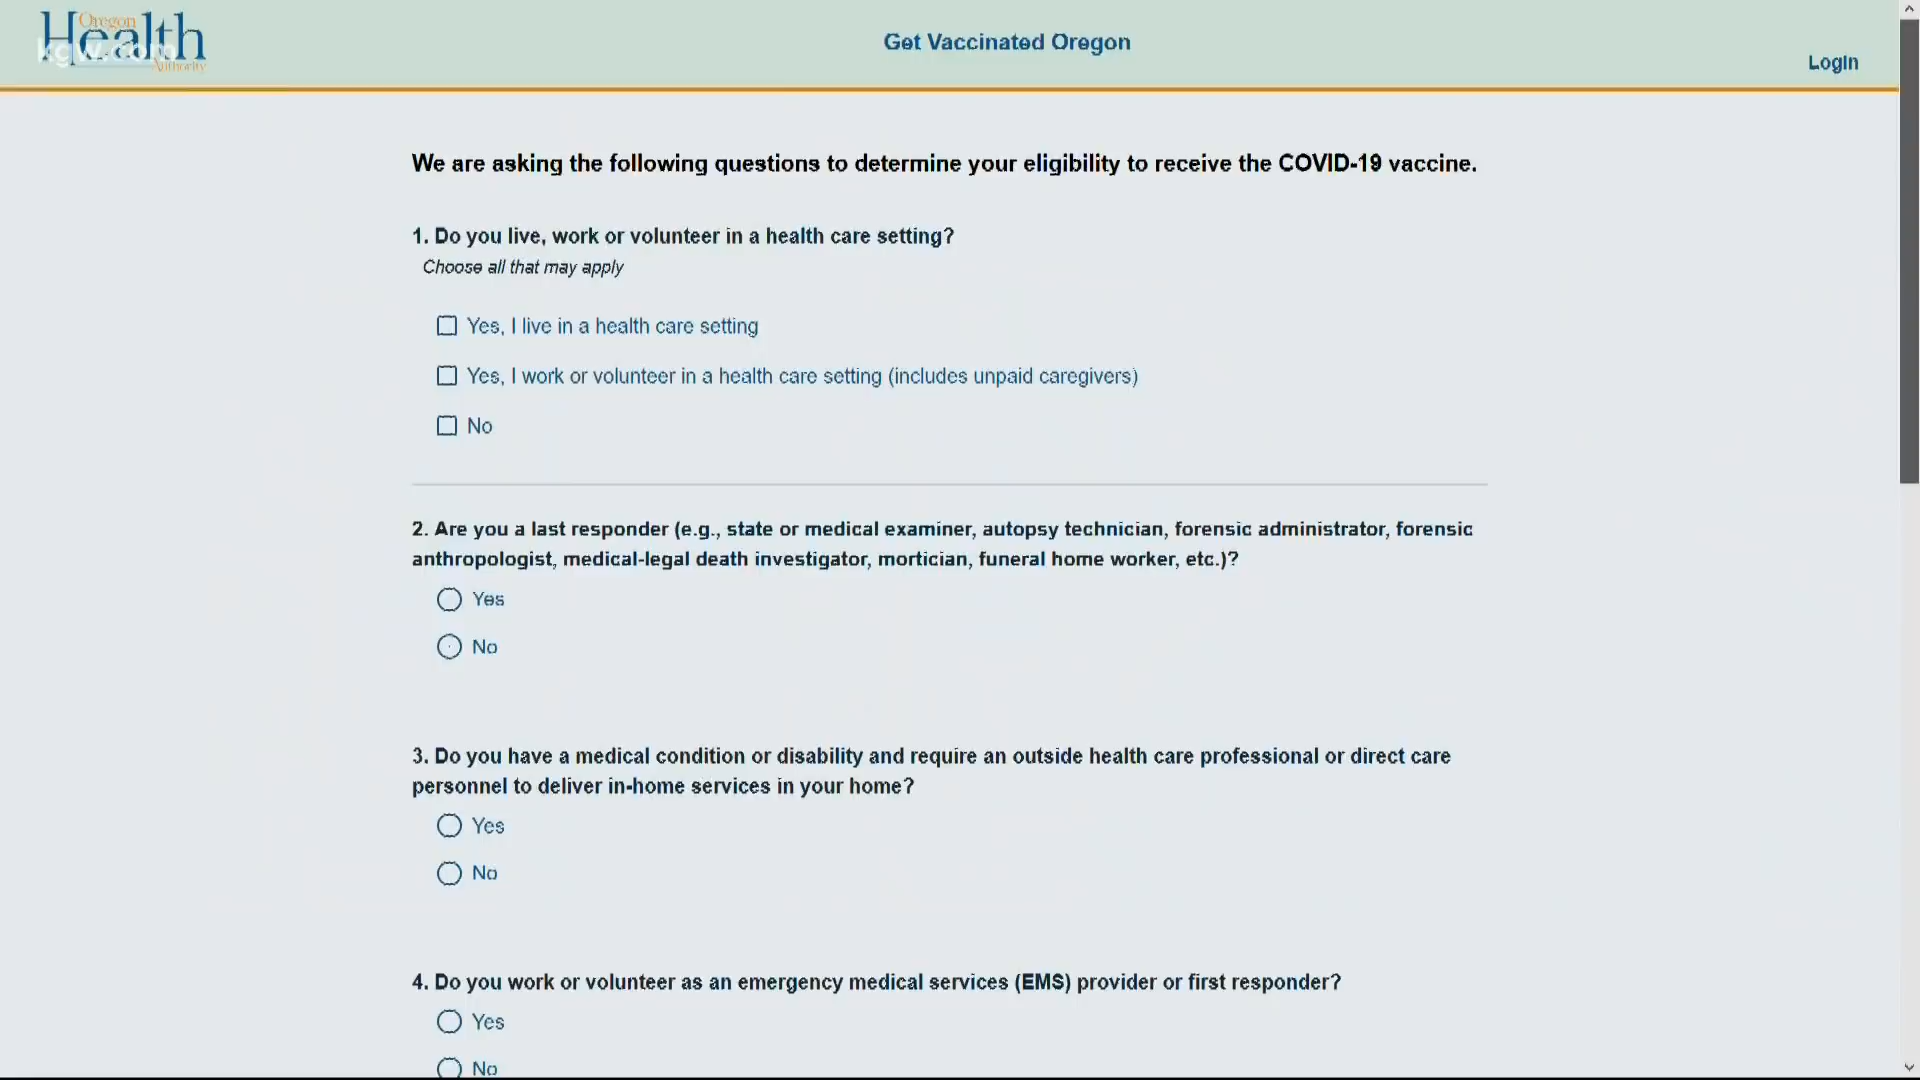 Oregon
Health
Authority
kgw.com
Get Vaccinated Oregon
Login
We are asking the following questions to determine your eligibility to receive the COVID-19 vaccine.
1. Do you live, work or volunteer in a health care setting?
Choose all that may apply
Yes, I live in a health care setting
Yes, I work or volunteer in a health care setting (includes unpaid caregivers)
No
2. Are you a last responder (e.g., state or medical examiner, autopsy technician, forensic administrator, forensic
anthropologist, medical-legal death investigator, mortician, funeral home worker, etc.)?
Yes
No
3. Do you have a medical condition or disability and require an outside health care professional or direct care
personnel to deliver in-home services in your home?
Yes
No
4. Do you work or volunteer as an emergency medical services (EMS) provider or first responder?
Yes
No